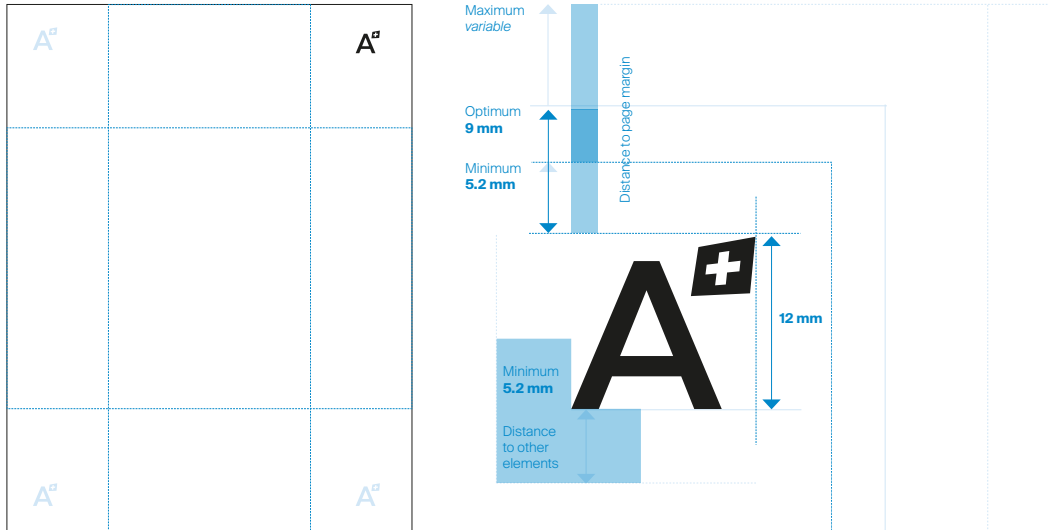 A+
A+
Maximum
variable
Optimum
9 mm
Minimum
5.2 mm
Distance to page margin
A+
12 mm
Minimum
5.2 mm
Distance
to other
elements
A+
A+